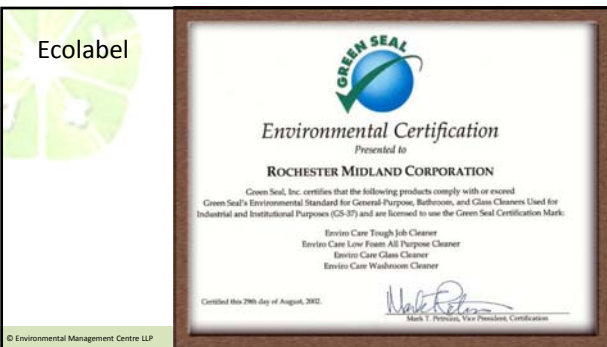 Ecolabel
GREEN SEAL
Environmental Certification
Presented to
ROCHESTER MIDLAND CORPORATION
Green Seal, Inc. certifies that the following products comply with or exceed
Green Seal's Environmental Standard for General-Purpose, Bathroom, and Glass Cleaners Used for
Industrial and Institutional Purposes (GS-37) and are licensed to use the Green Seal Certification Mark:
Enviro Care Tough Job Cleaner
Enviro Care Low Foam All Purpose Cleaner
Enviro Care Glass Cleaner
Enviro Care Washroom Cleaner
Certified this 29th day of August, 2002.
Mark T. Petruzzi, Vice President, Certification
© Environmental Management Centre LLP